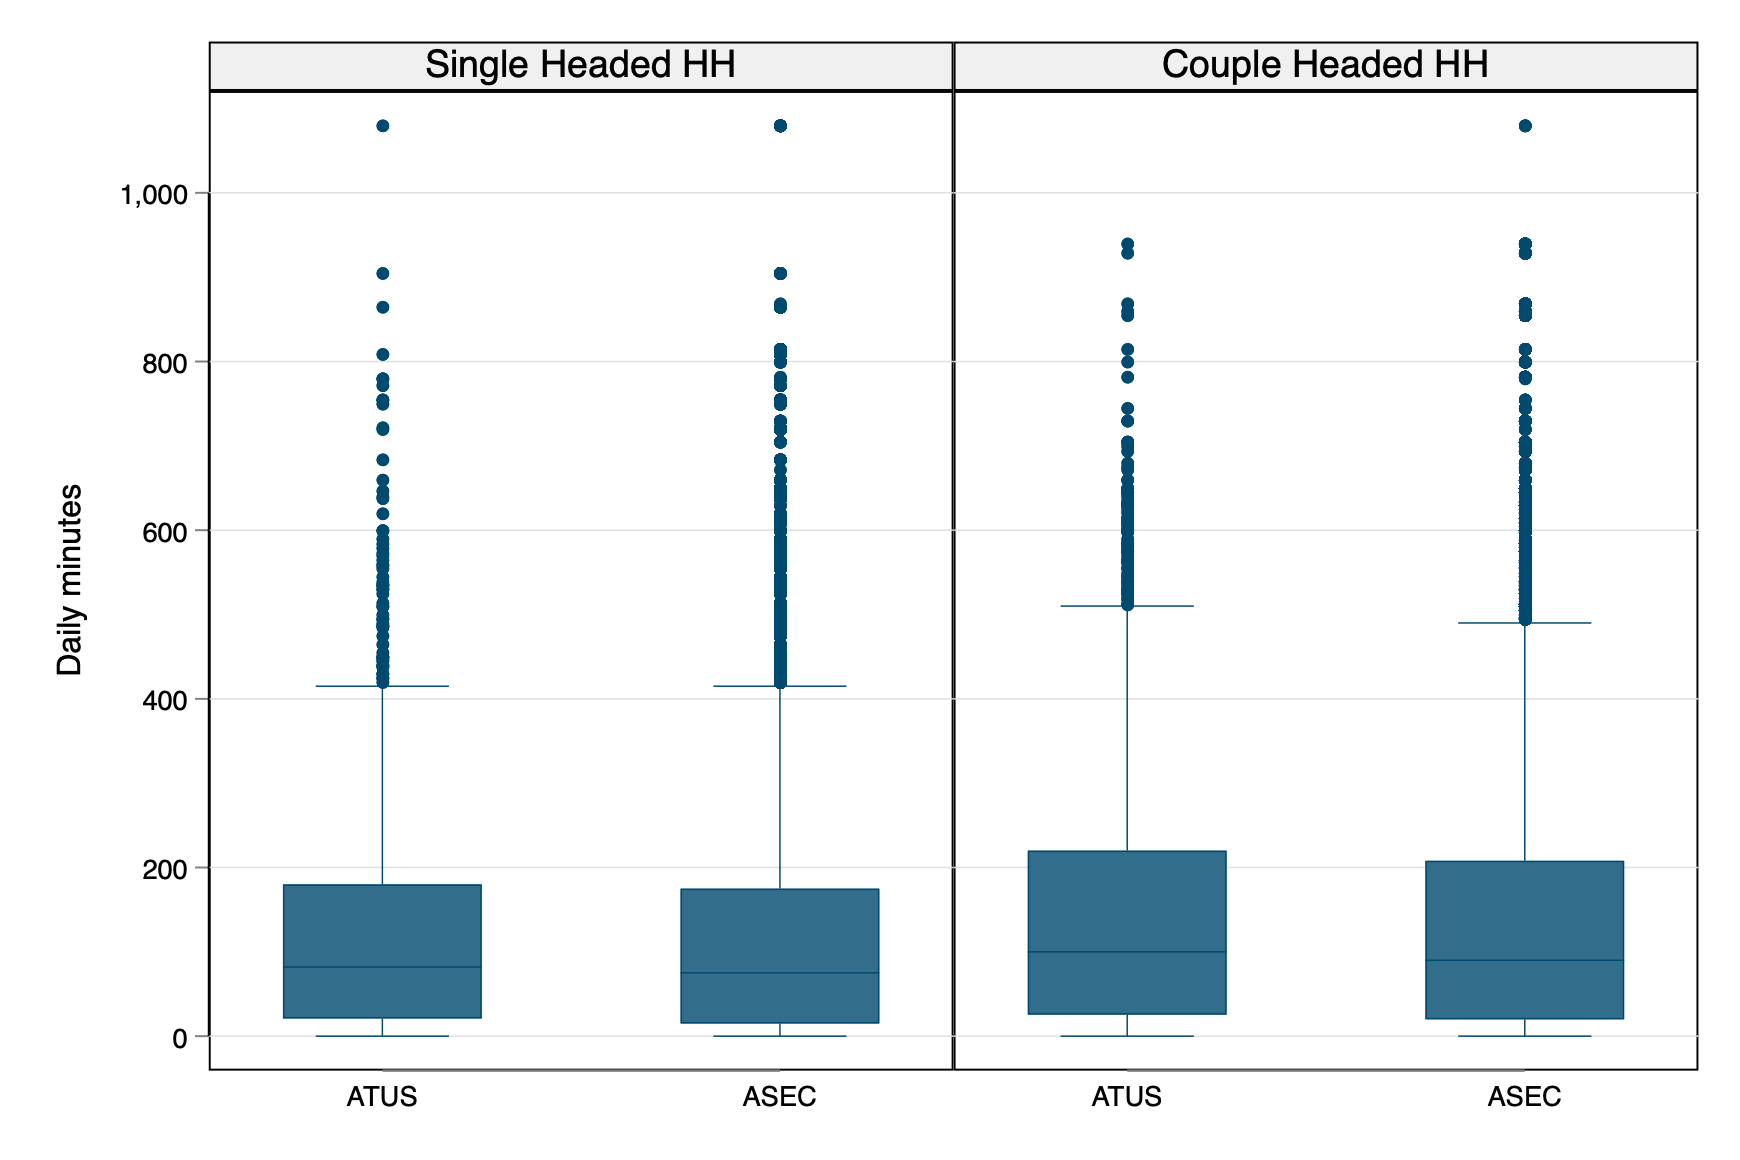 Single Headed HH
Couple Headed HH
Daily minutes
1,000
800
600
400
200
0
ATUS
ASEC
ATUS
ASEC